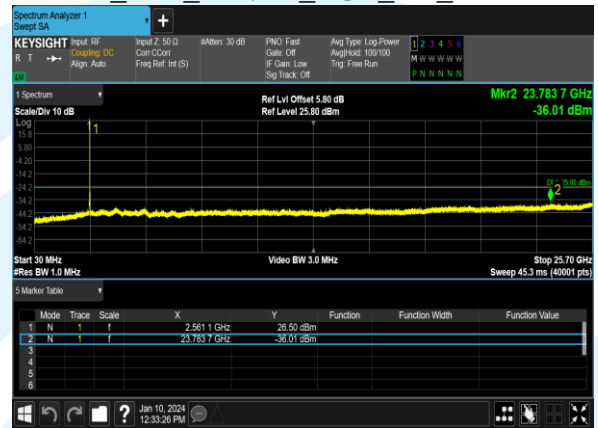 Spectrum Analyzer 1
Swept SA
+
KEYSIGHT
R T
LV
Input: RF
Coupling: DC
Align: Auto
Input Z: 50 Ω
Corr CCorr
Freq Ref: Int (S)
#Atten: 30 dB
PNO: Fast
Gate: Off
IF Gain: Low
Sig Track: Off
Avg Type: Log-Power
Avg|Hold: 100/100
Trig: Free Run
1 2 3 4 5 6
M W W W W W
P N N N N N
1 Spectrum
Scale/Div 10 dB
Ref Lvl Offset 5.80 dB
Ref Level 25.80 dBm
Mkr2 23.783 7 GHz
-36.01 dBm
Log
15.8
5.80
-4.20
-14.2
-24.2
-34.2
-44.2
-54.2
-64.2
1
2
Start 30 MHz
#Res BW 1.0 MHz
Video BW 3.0 MHz
Stop 25.70 GHz
Sweep 45.3 ms (40001 pts)
5 Marker Table
Mode Trace Scale X Y Function Function Width Function Value
1 N 1 f 2.561 1 GHz 26.50 dBm
2 N 1 f 23.783 7 GHz -36.01 dBm
3
4
5
6
?
Jan 10, 2024
12:33:26 PM